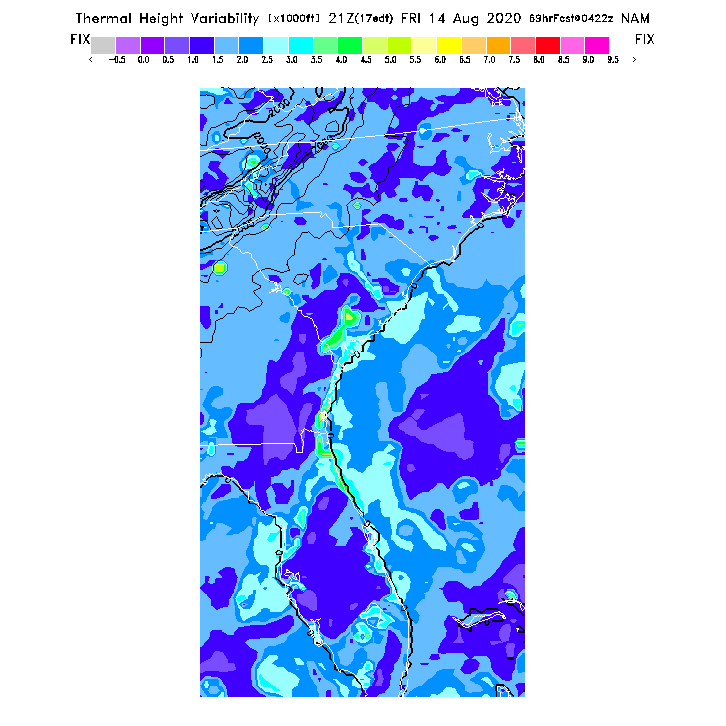 Thermal Height Variability [x1000ft] 21Z(17edt) FRI 14 Aug 2020 69hrFcst@0422z NAM
FIX FIX
< -0.5 0.0 0.5 1.0 1.5 2.0 2.5 3.0 3.5 4.0 4.5 5.0 5.5 6.0 6.5 7.0 7.5 8.0 8.5 9.0 9.5 >
2000
2000
2000